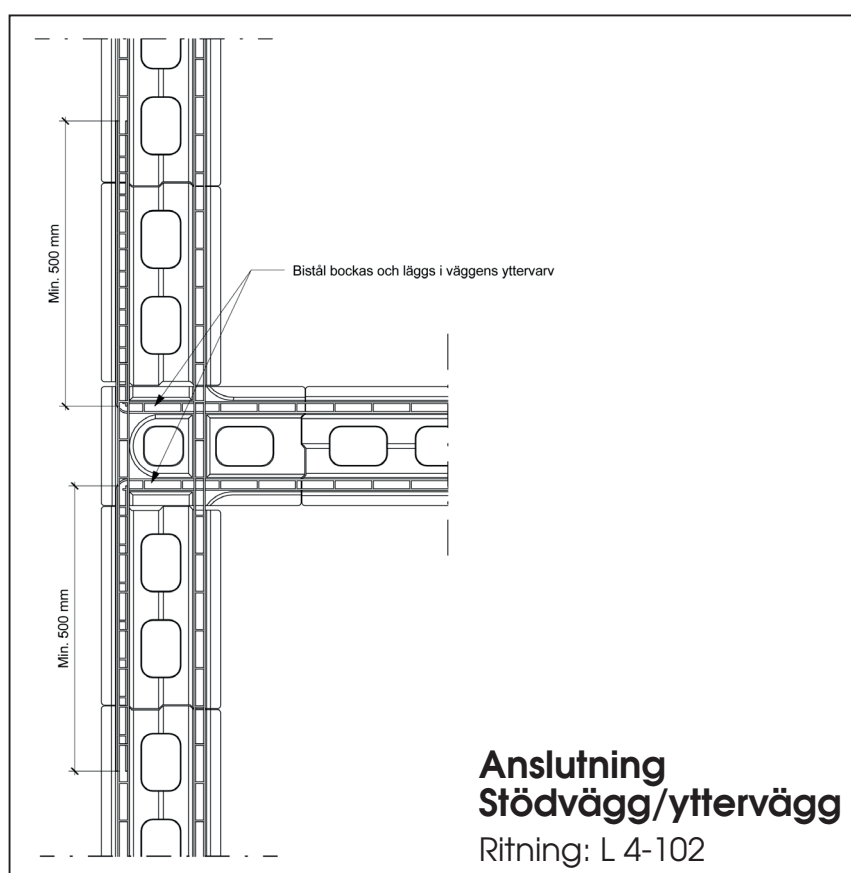 Min. 500 mm
Bistål bockas och läggs i väggens yttervarv
Min. 500 mm
Anslutning
Stödvägg/yttervägg
Ritning: L 4-102